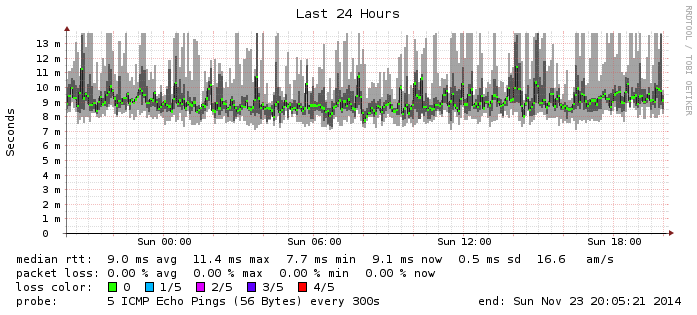 Last 24 Hours
RRDTOOL / TOBI OETIKER
Seconds
13 m
12 m
11 m
10 m
9 m
8 m
7 m
6 m
5 m
4 m
3 m
2 m
1 m
0
Sun 00:00 Sun 06:00 Sun 12:00 Sun 18:00
median rtt: 9.0 ms avg 11.4 ms max 7.7 ms min 9.1 ms now 0.5 ms sd 16.6 am/s
packet loss: 0.00 % avg 0.00 % max 0.00 % min 0.00 % now
loss color: 0 1/5 2/5 3/5 4/5
probe: 5 ICMP Echo Pings (56 Bytes) every 300s end: Sun Nov 23 20:05:21 2014